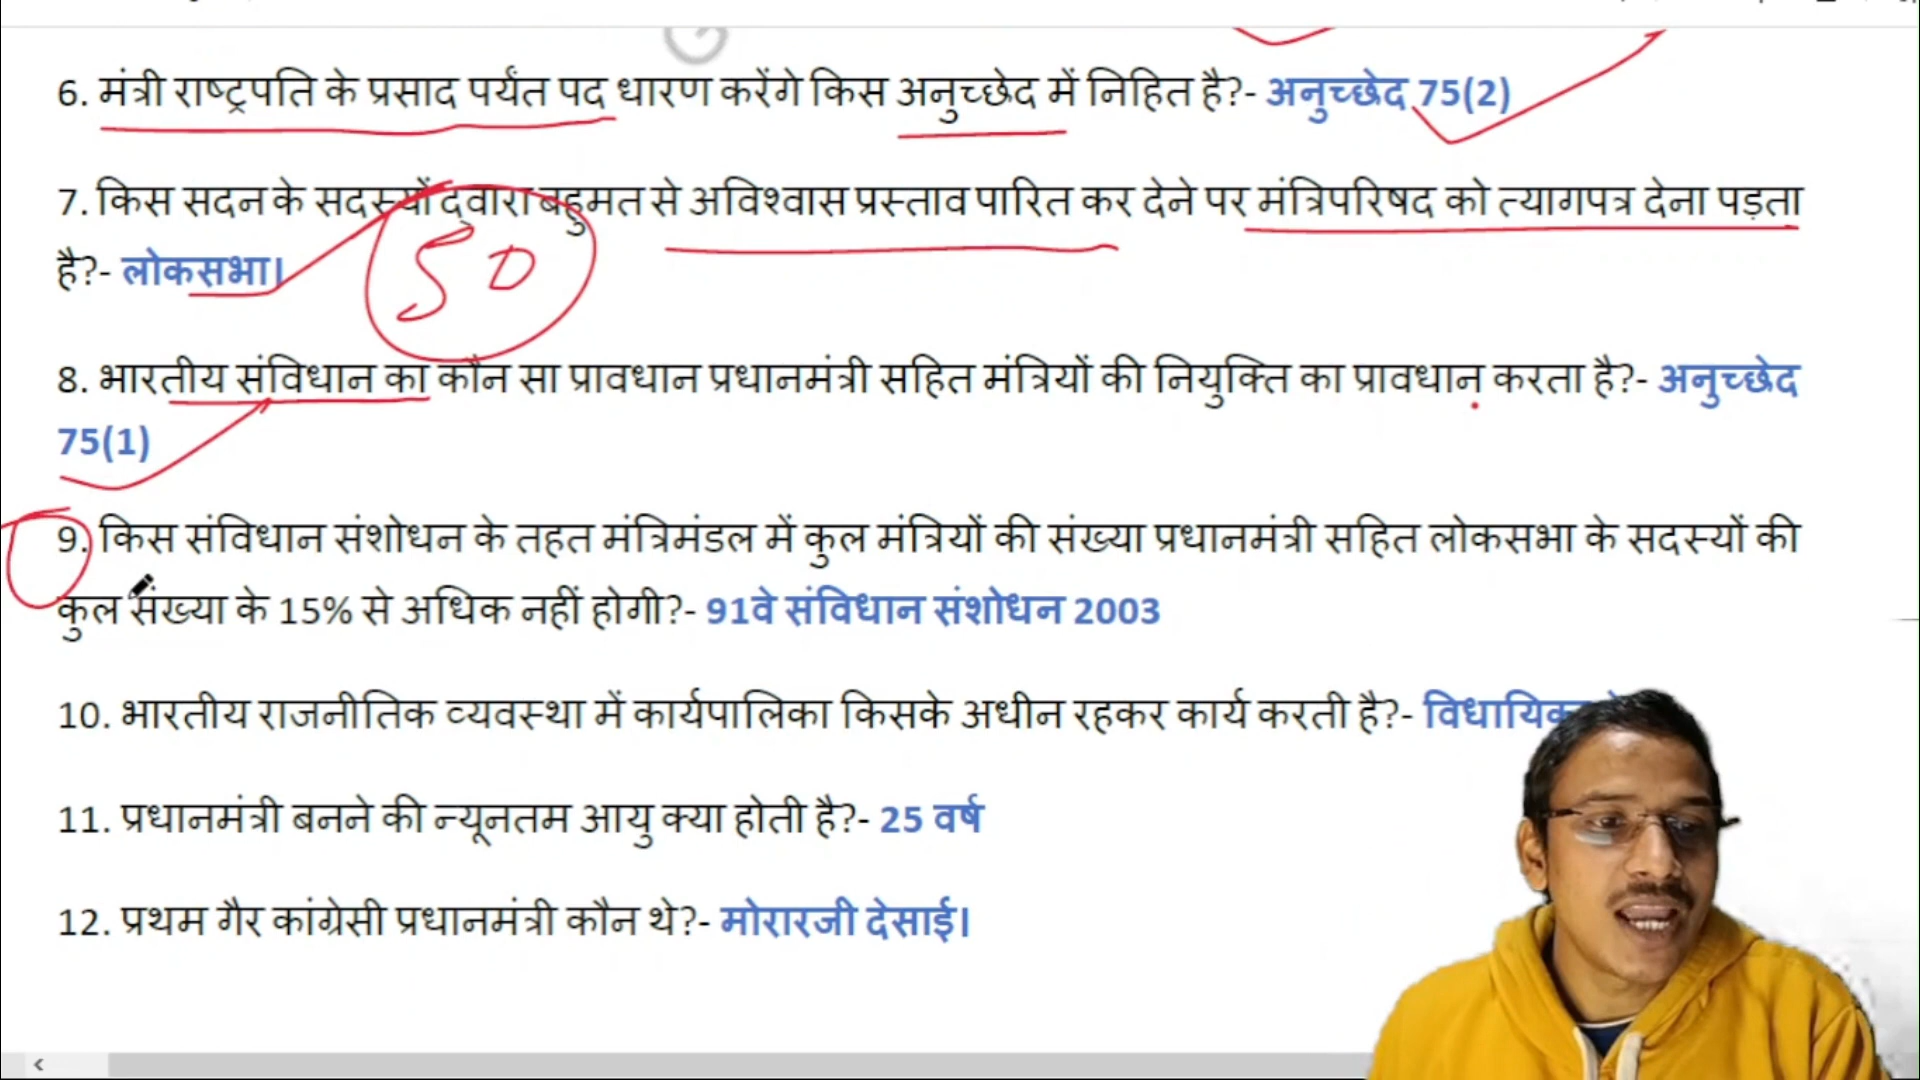 6. मंत्री राष्ट्रपति के प्रसाद पर्यंत पद धारण करेंगे किस अनुच्छेद में निहित है?- अनुच्छेद 75(2)
7. किस सदन के सदस्यों द्वारा बहुमत से अविश्वास प्रस्ताव पारित कर देने पर मंत्रिपरिषद को त्यागपत्र देना पड़ता
है?- लोकसभा।
50
8. भारतीय संविधान का कौन सा प्रावधान प्रधानमंत्री सहित मंत्रियों की नियुक्ति का प्रावधान करता है?- अनुच्छेद
75(1)
9. किस संविधान संशोधन के तहत मंत्रिमंडल में कुल मंत्रियों की संख्या प्रधानमंत्री सहित लोकसभा के सदस्यों की
कुल संख्या के 15% से अधिक नहीं होगी?- 91वे संविधान संशोधन 2003
10. भारतीय राजनीतिक व्यवस्था में कार्यपालिका किसके अधीन रहकर कार्य करती है?-
11. प्रधानमंत्री बनने की न्यूनतम आयु क्या होती है?- 25 वर्ष
12. प्रथम गैर कांग्रेसी प्रधानमंत्री कौन थे?- मोरारजी देसाई।